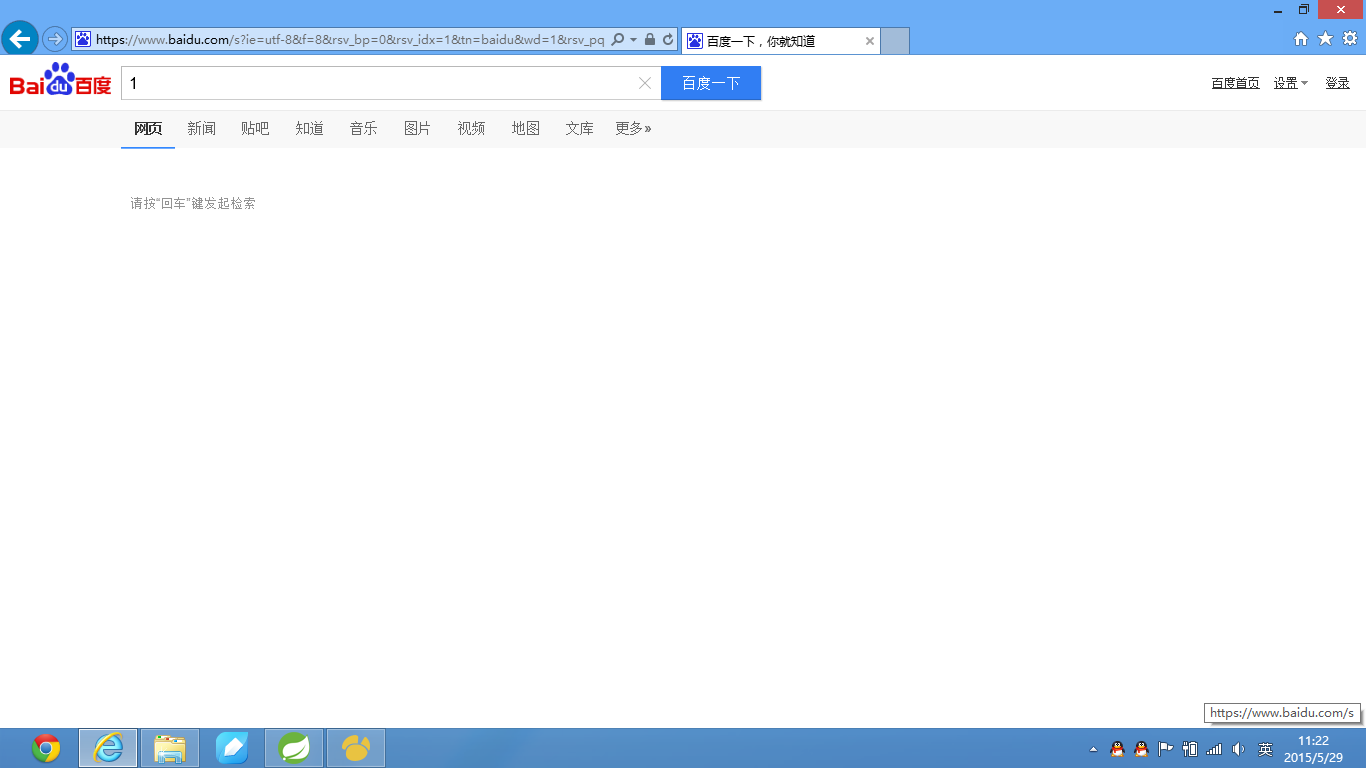 https://www.baidu.com/s?ie=utf-8&f=8&rsv_bp=0&rsv_idx=1&tn=baidu&wd=1&rsv_pq
百度一下，你就知道
Bai du 百度
1
百度一下
百度首页 设置 登录
网页 新闻 贴吧 知道 音乐 图片 视频 地图 文库 更多»
请按“回车”键发起检索
https://www.baidu.com/s
英
11:22
2015/5/29